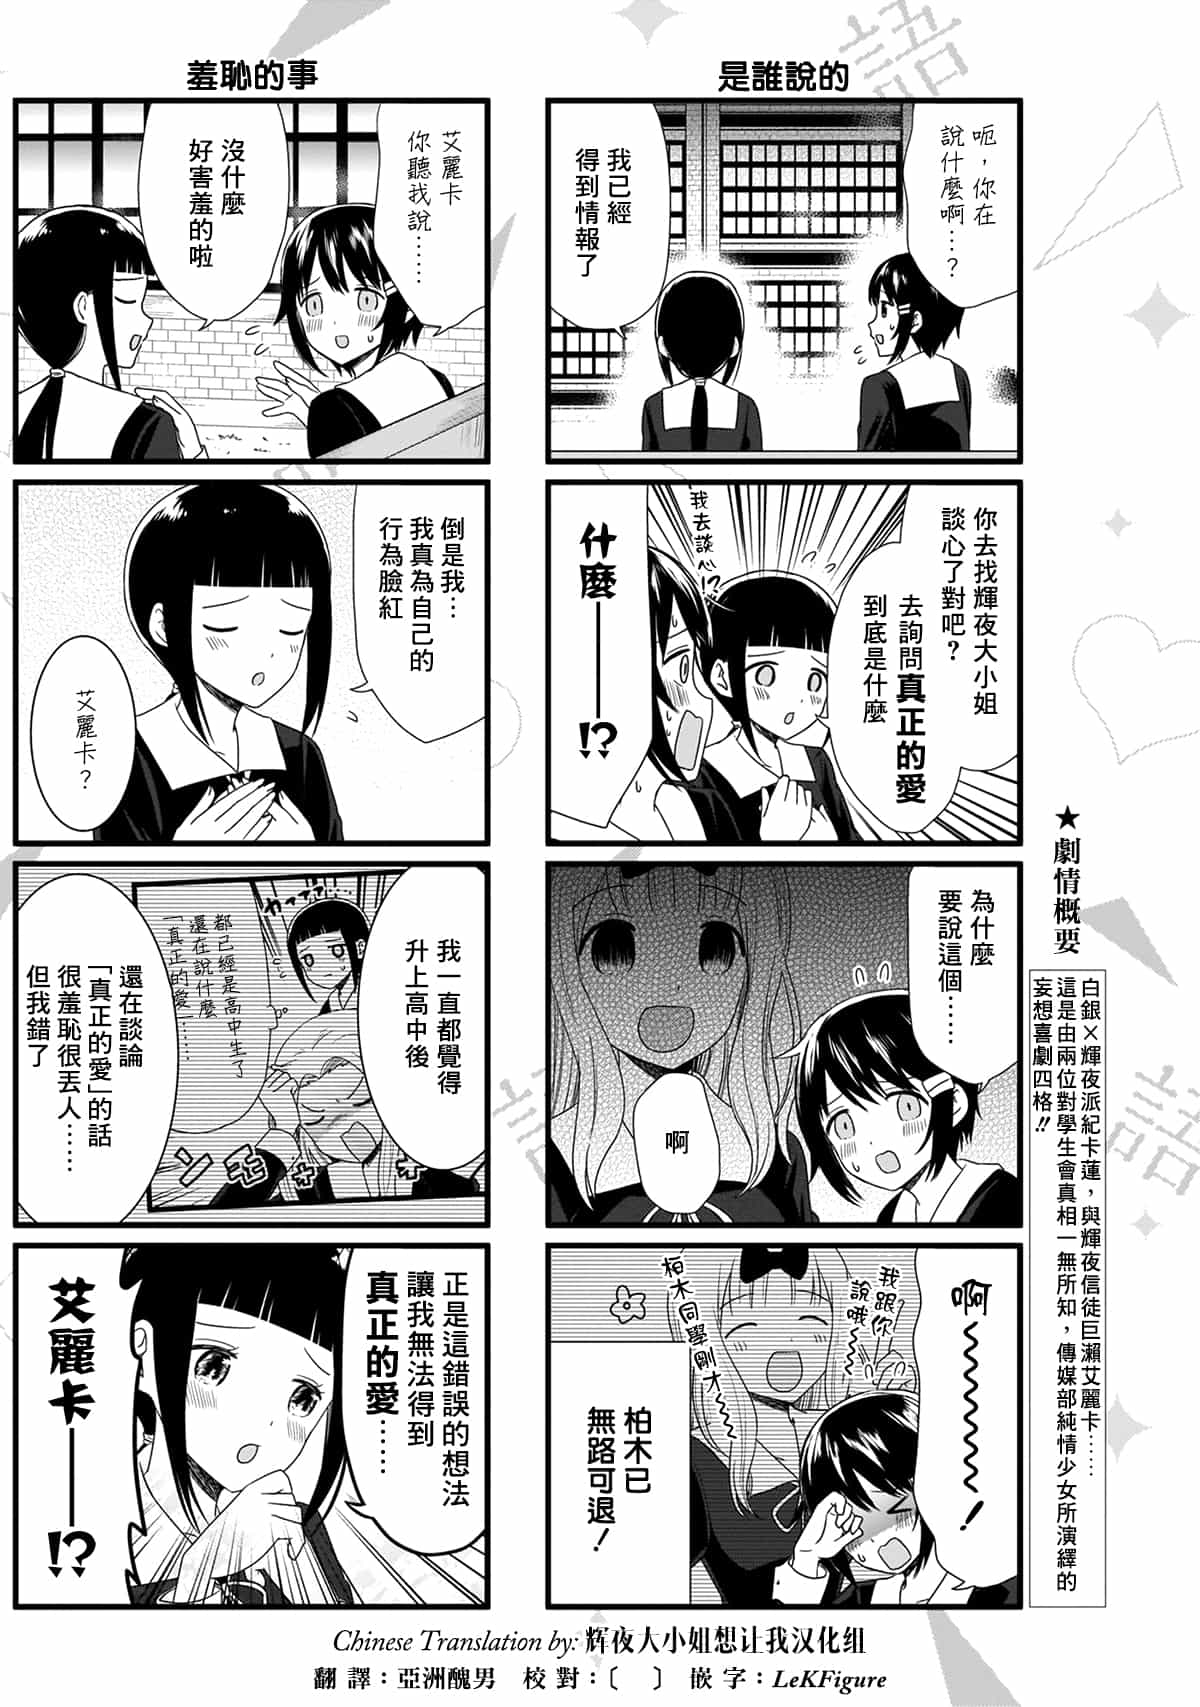 ★劇情概要
白銀×輝夜派紀卡蓮，與輝夜信徒巨瀨艾麗卡……
這是由兩位對學生會真相一無所知，傳媒部純情少女所演繹的
妄想喜劇四格!!
是誰說的
呃，你在
說什麼啊…？
我已經
得到情報了
你去找輝夜大小姐
談心了對吧？
去詢問真正的愛
到底是什麼
我去談心!?
什麼——!?
為什麼
要說這個……
啊
啊～～～～～！
我跟你
說哦～
柏木同學剛才～～
柏木已
無路可退！
羞恥的事
艾麗卡
你聽我說……
沒什麼
好害羞的啦
倒是我…
我真為自己的
行為臉紅
艾麗卡？
我一直都覺得
升上高中後
都已經是高中生了
還在說什麼
「真正的愛」……
還在談論
「真正的愛」的話
很羞恥很丟人……
但我錯了
正是這錯誤的想法
讓我無法得到
真正的愛……
艾麗卡——!?
Chinese Translation by: 輝夜大小姐想让我汉化组
翻譯：亞洲醜男 校對：〔 〕 嵌字：LeKFigure